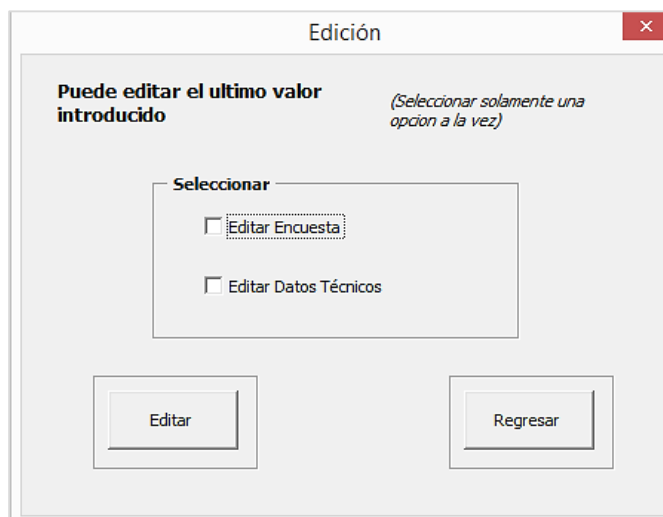 Edición
Puede editar el ultimo valor
introducido
(Seleccionar solamente una
opcion a la vez)
Seleccionar
Editar Encuesta
Editar Datos Técnicos
Editar
Regresar